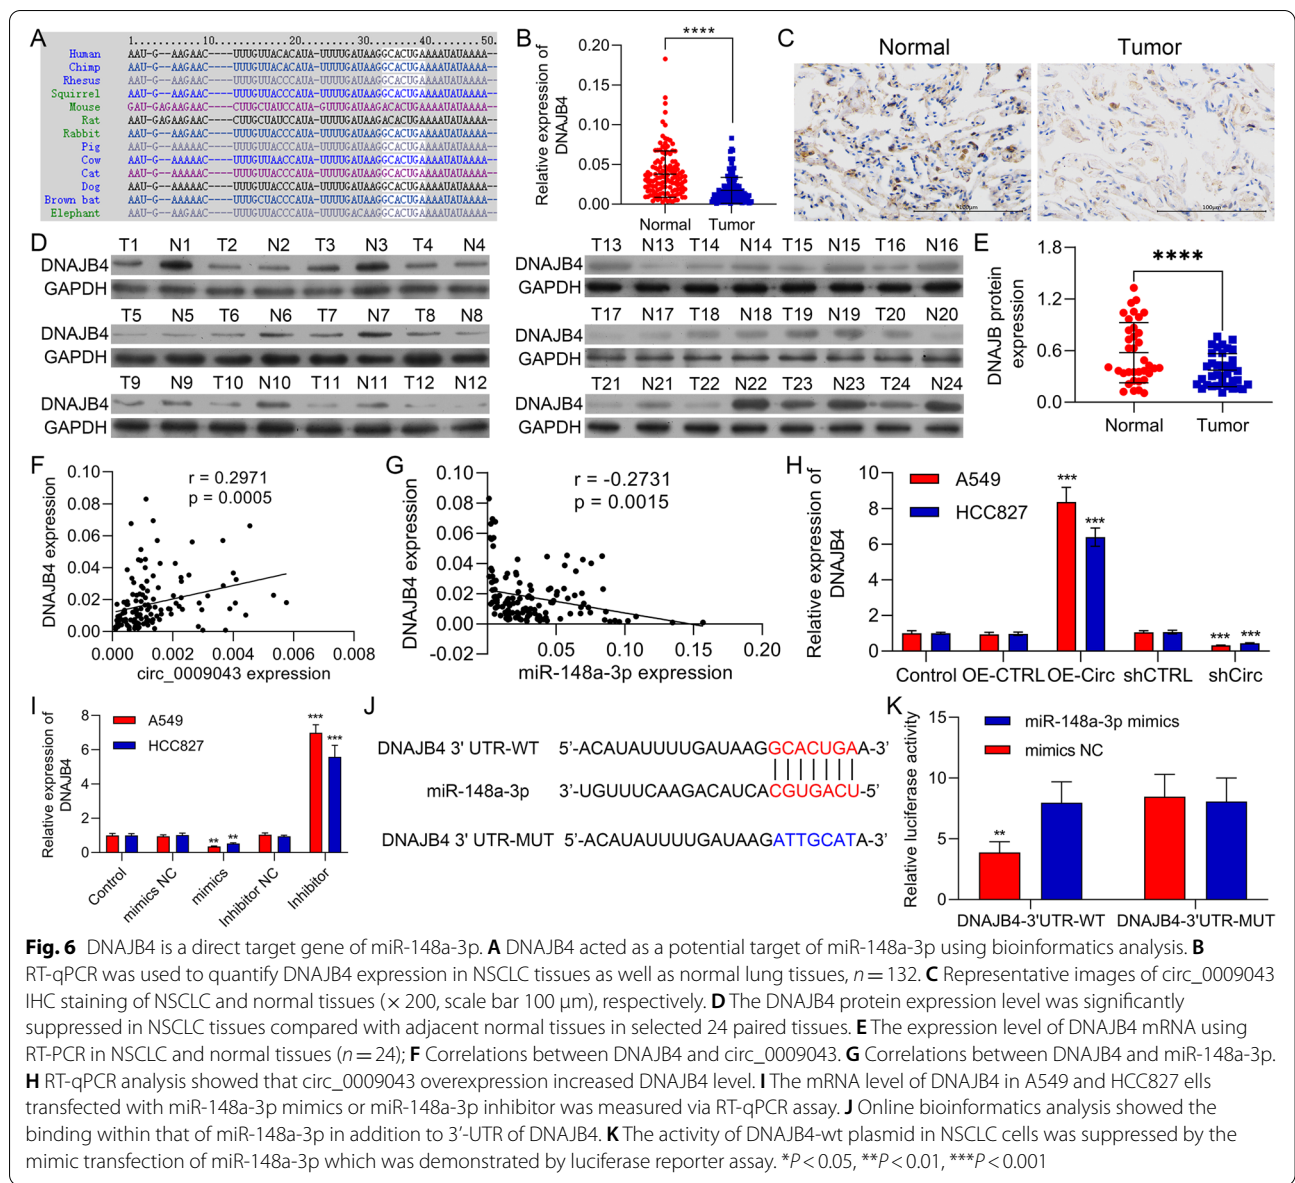 A
1.........10........20........30........40........50.
Human AAU-G--AAGAAC----UUUGUUACACAUA-UUUUGAUAAGGCACUGAAAAUAUAAAA--
Chimp AAU-G--AAGAAC----UUUGUUACACAUA-UUUUGAUAAGGCACUGAAAAUAUAAAA--
Rhesus AAU-G--AAGAAC----UUUGUUACCCAUA-UUUUGAUAAGGCACUGAAAAUAUAAAA--
Squirrel AAU-G--AAGAAC----UUUGUUACCCAUA-UUUUGAUAAGGCACUGAAAAUAUAAAA--
Mouse GAU-GAGAAGAAC----CUUGCUAUCCAUA-GUUUGAUAAGACACUGAAAAUAUAAAA--
Rat AAU-GAGAAGAAC----CUUGCUAUCCAUA-UUUUGAUAAGACACUGAAAAUAUAAAA--
Rabbit AAU-G--AAGAAC----UUUGUUACCCAUA-UUUUGAUAAGGCACUGAAAAUAUAAAA--
Pig AAU-G--AAAAAC----UUUGUUACCCAUA-UUUUGAUAAGGCACUGAAAAUAUAAAA--
Cow AAU-G--AAAAAC----UUUGUUAACCAUA-UUUUGAUAAGGCACUGAAAAUAUAAAA--
Cat AAU-G--AAAAAC----UUUGUUACCCAUA-UUUUGAUAAGGCACUGAAAAUAUAAAA--
Dog AAU-G--AAAAAC----UUUGCUACCCAUA-UUUUGAUAAGGCACUGAAAAUAUAAAA--
Brown bat AAU-G--AAAAAC----UUUGUUACCCAUA-UUUUGAUAAGGCACUGAAAAUAUAAAA--
Elephant AAU-G--AAGAAC----UUUGCUACCCAUA-UUUUGACAAGGCACUGAAAAUAUAAAA--
B
Relative expression of
DNAJB4
0.20
0.15
0.10
0.05
0.00
****
Normal Tumor
C
Normal Tumor
100μm 100μm
D
T1 N1 T2 N2 T3 N3 T4 N4
DNAJB4
GAPDH
T5 N5 T6 N6 T7 N7 T8 N8
DNAJB4
GAPDH
T9 N9 T10 N10 T11 N11 T12 N12
DNAJB4
GAPDH
T13 N13 T14 N14 T15 N15 T16 N16
DNAJB4
GAPDH
T17 N17 T18 N18 T19 N19 T20 N20
DNAJB4
GAPDH
T21 N21 T22 N22 T23 N23 T24 N24
DNAJB4
GAPDH
E
DNAJB protein
expression
1.8
1.2
0.6
0.0
****
Normal Tumor
F
DNAJB4 expression
0.10
0.08
0.06
0.04
0.02
0.00
r = 0.2971
p = 0.0005
0.000 0.002 0.004 0.006 0.008
circ_0009043 expression
G
DNAJB4 expression
0.10
0.08
0.06
0.04
0.02
0.00
-0.02
r = -0.2731
p = 0.0015
0.05 0.10 0.15 0.20
miR-148a-3p expression
H
Relative expression of
DNAJB4
10
8
6
4
2
0
A549
HCC827
*** *** *** ***
Control OE-CTRL OE-Circ shCTRL shCirc
I
Relative expression of
DNAJB4
8
6
4
2
0
A549
HCC827
** ** *** ***
Control mimics NC mimics Inhibitor NC Inhibitor
J
DNAJB4 3' UTR-WT 5’-ACAUAUUUUGAUAAGGCACUGAA-3’
miR-148a-3p 3’-UGUUUCAAGACAUCACGUGACU-5’
DNAJB4 3' UTR-MUT 5’-ACAUAUUUUGAUAAGATTGCATA-3’
K
Relative luciferase activity
15
10
5
0
miR-148a-3p mimics
mimics NC
**
DNAJB4-3'UTR-WT DNAJB4-3'UTR-MUT
Fig. 6 DNAJB4 is a direct target gene of miR-148a-3p. A DNAJB4 acted as a potential target of miR-148a-3p using bioinformatics analysis. B
RT-qPCR was used to quantify DNAJB4 expression in NSCLC tissues as well as normal lung tissues, n = 132. C Representative images of circ_0009043
IHC staining of NSCLC and normal tissues (× 200, scale bar 100 μm), respectively. D The DNAJB4 protein expression level was significantly
suppressed in NSCLC tissues compared with adjacent normal tissues in selected 24 paired tissues. E The expression level of DNAJB4 mRNA using
RT-PCR in NSCLC and normal tissues (n = 24); F Correlations between DNAJB4 and circ_0009043. G Correlations between DNAJB4 and miR-148a-3p.
H RT-qPCR analysis showed that circ_0009043 overexpression increased DNAJB4 level. I The mRNA level of DNAJB4 in A549 and HCC827 ells
transfected with miR-148a-3p mimics or miR-148a-3p inhibitor was measured via RT-qPCR assay. J Online bioinformatics analysis showed the
binding within that of miR-148a-3p in addition to 3′-UTR of DNAJB4. K The activity of DNAJB4-wt plasmid in NSCLC cells was suppressed by the
mimic transfection of miR-148a-3p which was demonstrated by luciferase reporter assay. *P < 0.05, **P < 0.01, ***P < 0.001